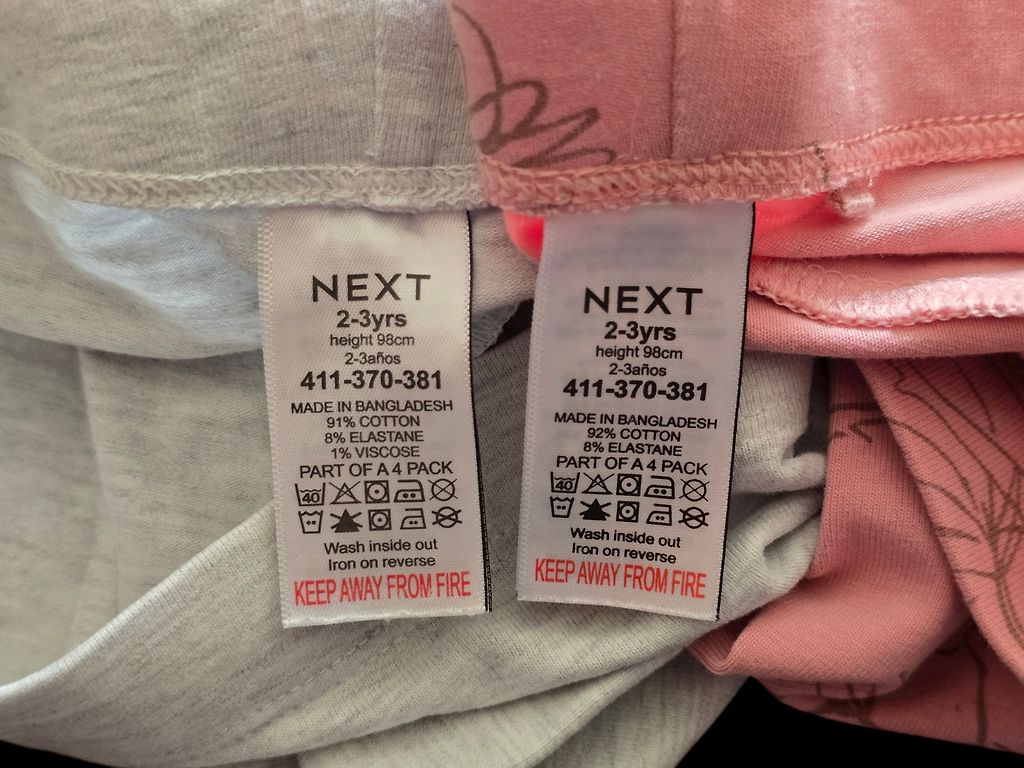 NEXT
2-3yrs
height 98cm
2-3años
411-370-381
MADE IN BANGLADESH
91% COTTON
8% ELASTANE
1% VISCOSE
PART OF A 4 PACK
40
Wash inside out
Iron on reverse
KEEP AWAY FROM FIRE
NEXT
2-3yrs
height 98cm
2-3años
411-370-381
MADE IN BANGLADESH
92% COTTON
8% ELASTANE
PART OF A 4 PACK
40
Wash inside out
Iron on reverse
KEEP AWAY FROM FIRE